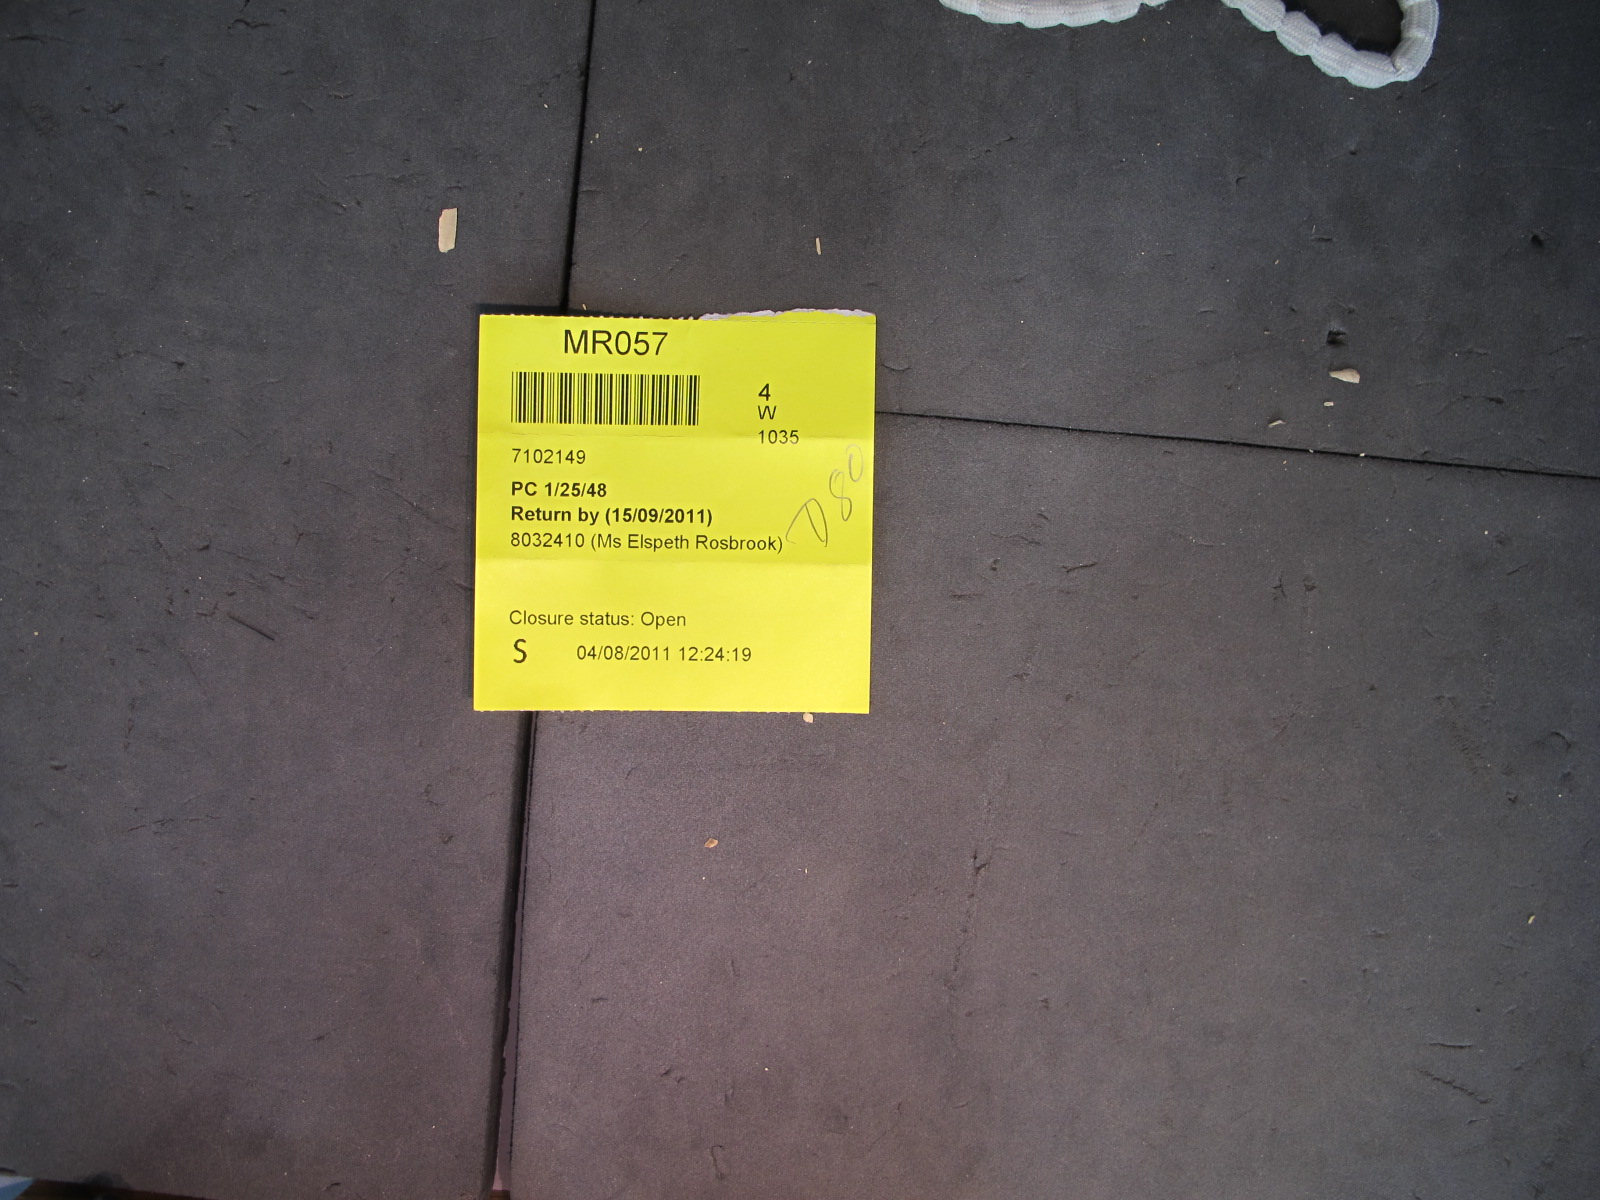 MR057
4
W
1035
7102149
PC 1/25/48
Return by (15/09/2011)
8032410 (Ms Elspeth Rosbrook)
D80
Closure status: Open
S 04/08/2011 12:24:19